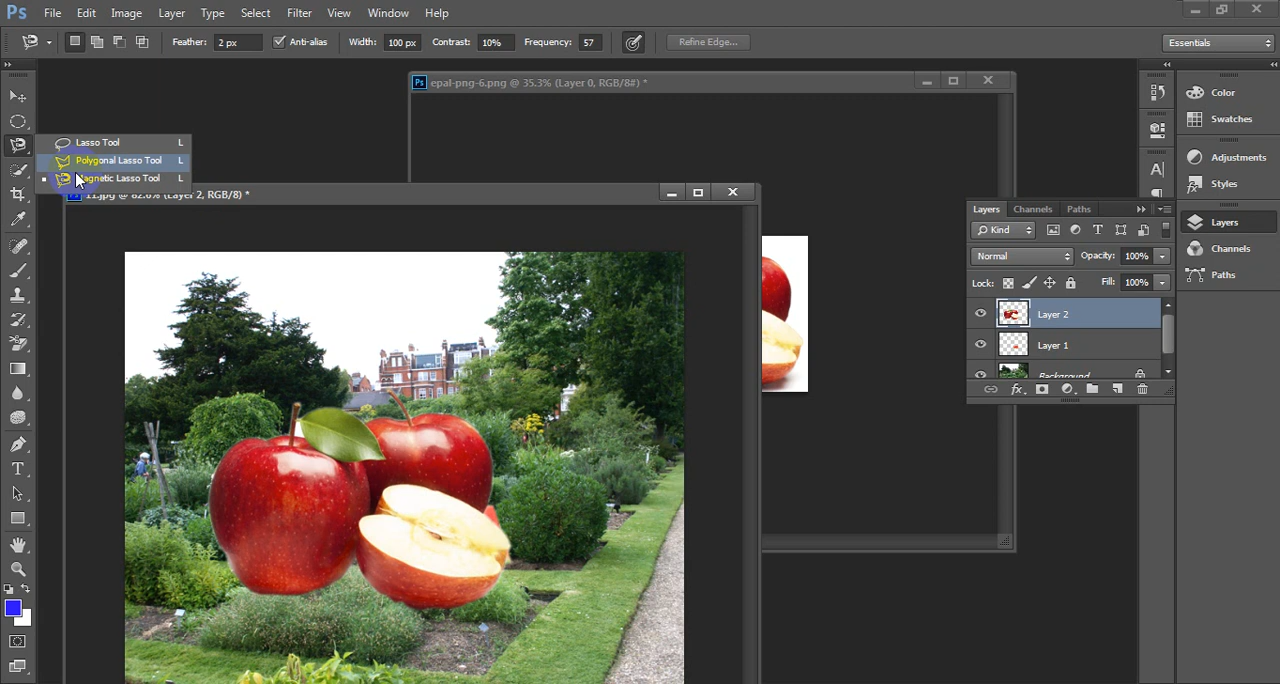 Ps File Edit Image Layer Type Select Filter View Window Help
Feather: 2 px Anti-alias Width: 100 px Contrast: 10% Frequency: 57 Refine Edge... Essentials
Ps epal-png-6.png @ 35.3% (Layer 0, RGB/8#) *
Color
Swatches
Lasso Tool L
Polygonal Lasso Tool L
Magnetic Lasso Tool L
11.jpg @ 82.6% (Layer 2, RGB/8) *
Adjustments
Styles
Layers Channels Paths
Kind
Normal Opacity: 100%
Lock: Fill: 100%
Layer 2
Layer 1
Background
fx
Layers
Channels
Paths